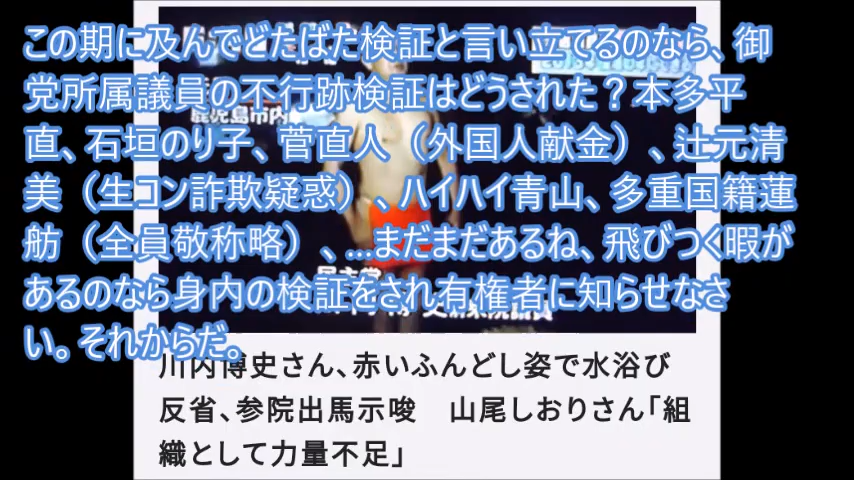 この期に及んでどたばた検証と言い立てるのなら、御
党所属議員の不行跡検証はどうされた？本多平
直、石垣のり子、菅直人（外国人献金）、辻元清
美（生コン詐欺疑惑）、ハイハイ青山、多重国籍蓮
舫（全員敬称略）、…まだまだあるね、飛びつく暇が
あるのなら身内の検証をされ有権者に知らせなさ
い。それからだ。
鹿児島市内
川内博史さん、赤いふんどし姿で水浴び
反省、参院出馬示唆　山尾しおりさん「組
織として力量不足」